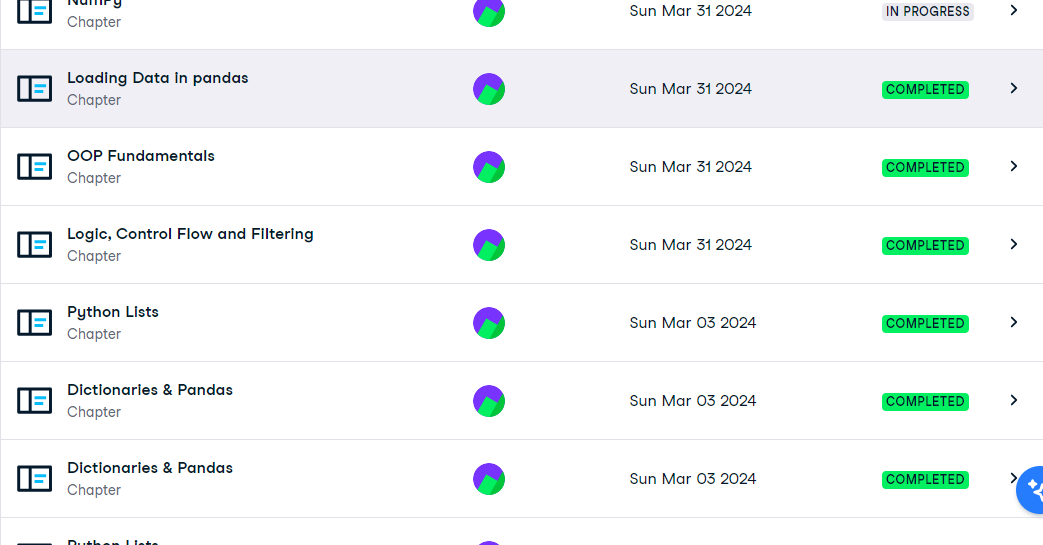 NumPy
Chapter
Sun Mar 31 2024
IN PROGRESS
Loading Data in pandas
Chapter
Sun Mar 31 2024
COMPLETED
OOP Fundamentals
Chapter
Sun Mar 31 2024
COMPLETED
Logic, Control Flow and Filtering
Chapter
Sun Mar 31 2024
COMPLETED
Python Lists
Chapter
Sun Mar 03 2024
COMPLETED
Dictionaries & Pandas
Chapter
Sun Mar 03 2024
COMPLETED
Dictionaries & Pandas
Chapter
Sun Mar 03 2024
COMPLETED
Python Lists